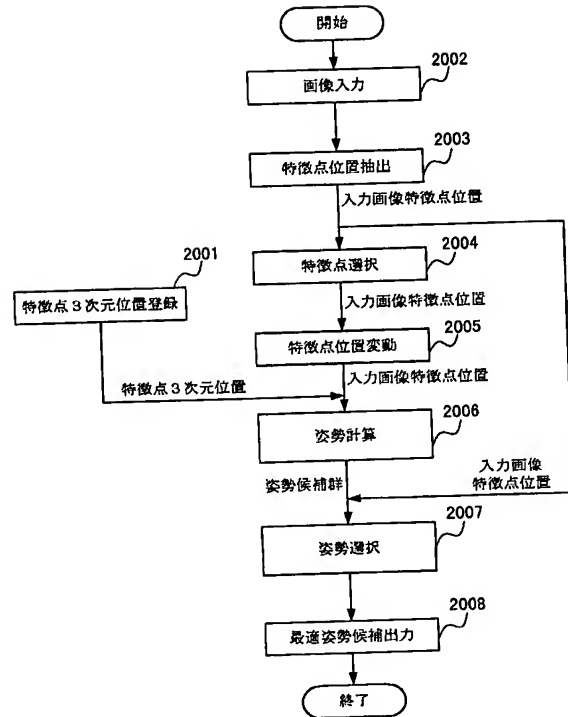 開始
2002
画像入力
2003
特徴点位置抽出
入力画像特徴点位置
2004
特徴点選択
2001
特徴点3次元位置登録
入力画像特徴点位置
2005
特徴点位置変動
特徴点3次元位置
入力画像特徴点位置
2006
姿勢計算
姿勢候補群
入力画像
特徴点位置
2007
姿勢選択
2008
最適姿勢候補出力
終了